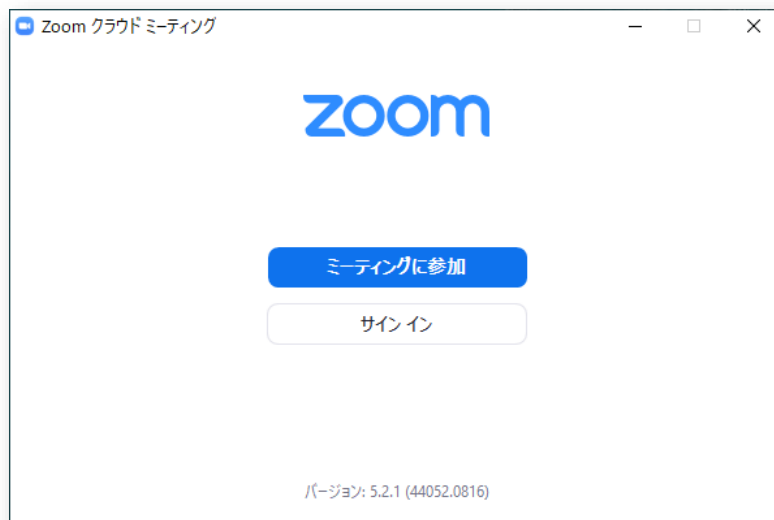 Zoom クラウド ミーティング
zoom
ミーティングに参加
サイン イン
バージョン: 5.2.1 (44052.0816)